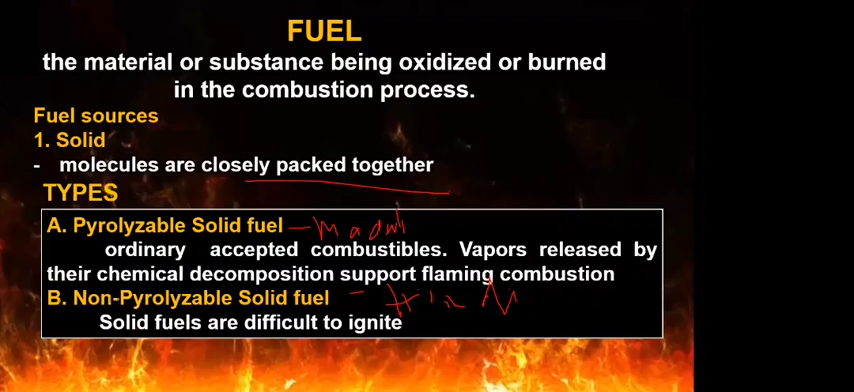 FUEL
the material or substance being oxidized or burned
in the combustion process.
Fuel sources
1. Solid
- molecules are closely packed together
TYPES
A. Pyrolyzable Solid fuel
ordinary accepted combustibles. Vapors released by
their chemical decomposition support flaming combustion
B. Non-Pyrolyzable Solid fuel
Solid fuels are difficult to ignite